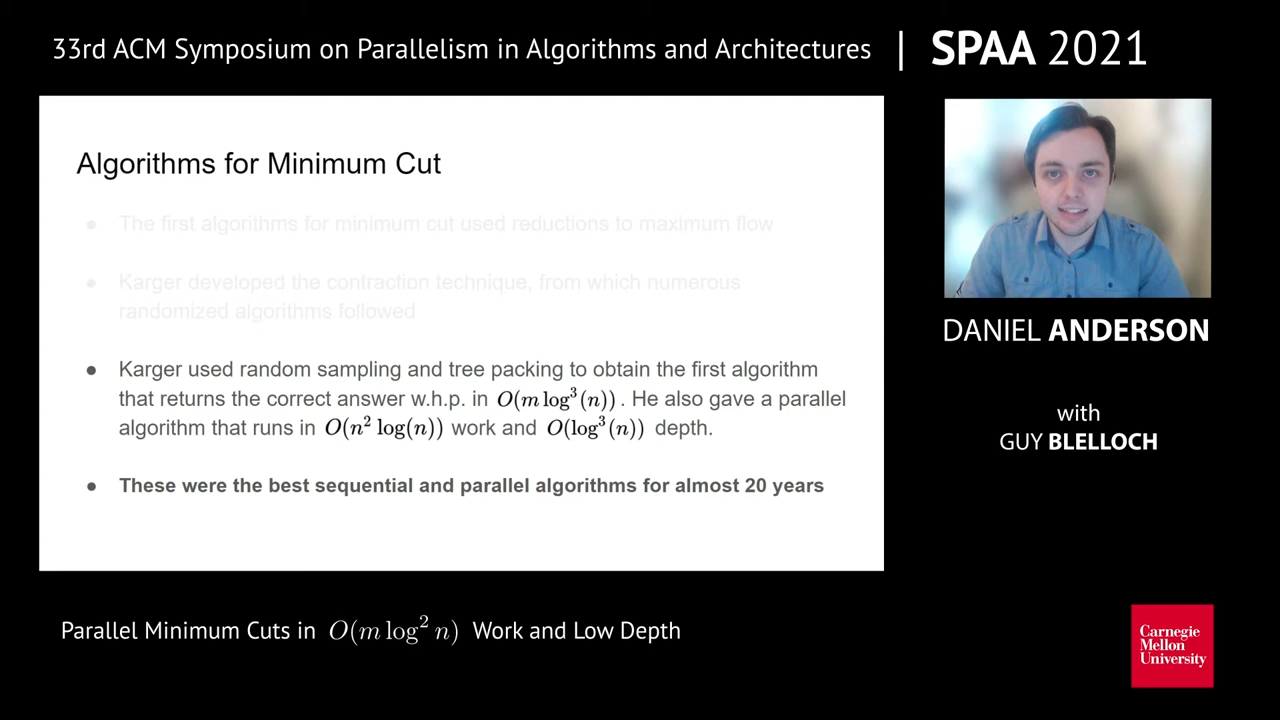 33rd ACM Symposium on Parallelism in Algorithms and Architectures | SPAA 2021
Algorithms for Minimum Cut
● The first algorithms for minimum cut used reductions to maximum flow
● Karger developed the contraction technique, from which numerous
randomized algorithms followed
● Karger used random sampling and tree packing to obtain the first algorithm
that returns the correct answer w.h.p. in O(m log³(n)). He also gave a parallel
algorithm that runs in O(n² log(n)) work and O(log³(n)) depth.
● These were the best sequential and parallel algorithms for almost 20 years
DANIEL ANDERSON
with
GUY BLELLOCH
Parallel Minimum Cuts in O(m log² n) Work and Low Depth
Carnegie
Mellon
University